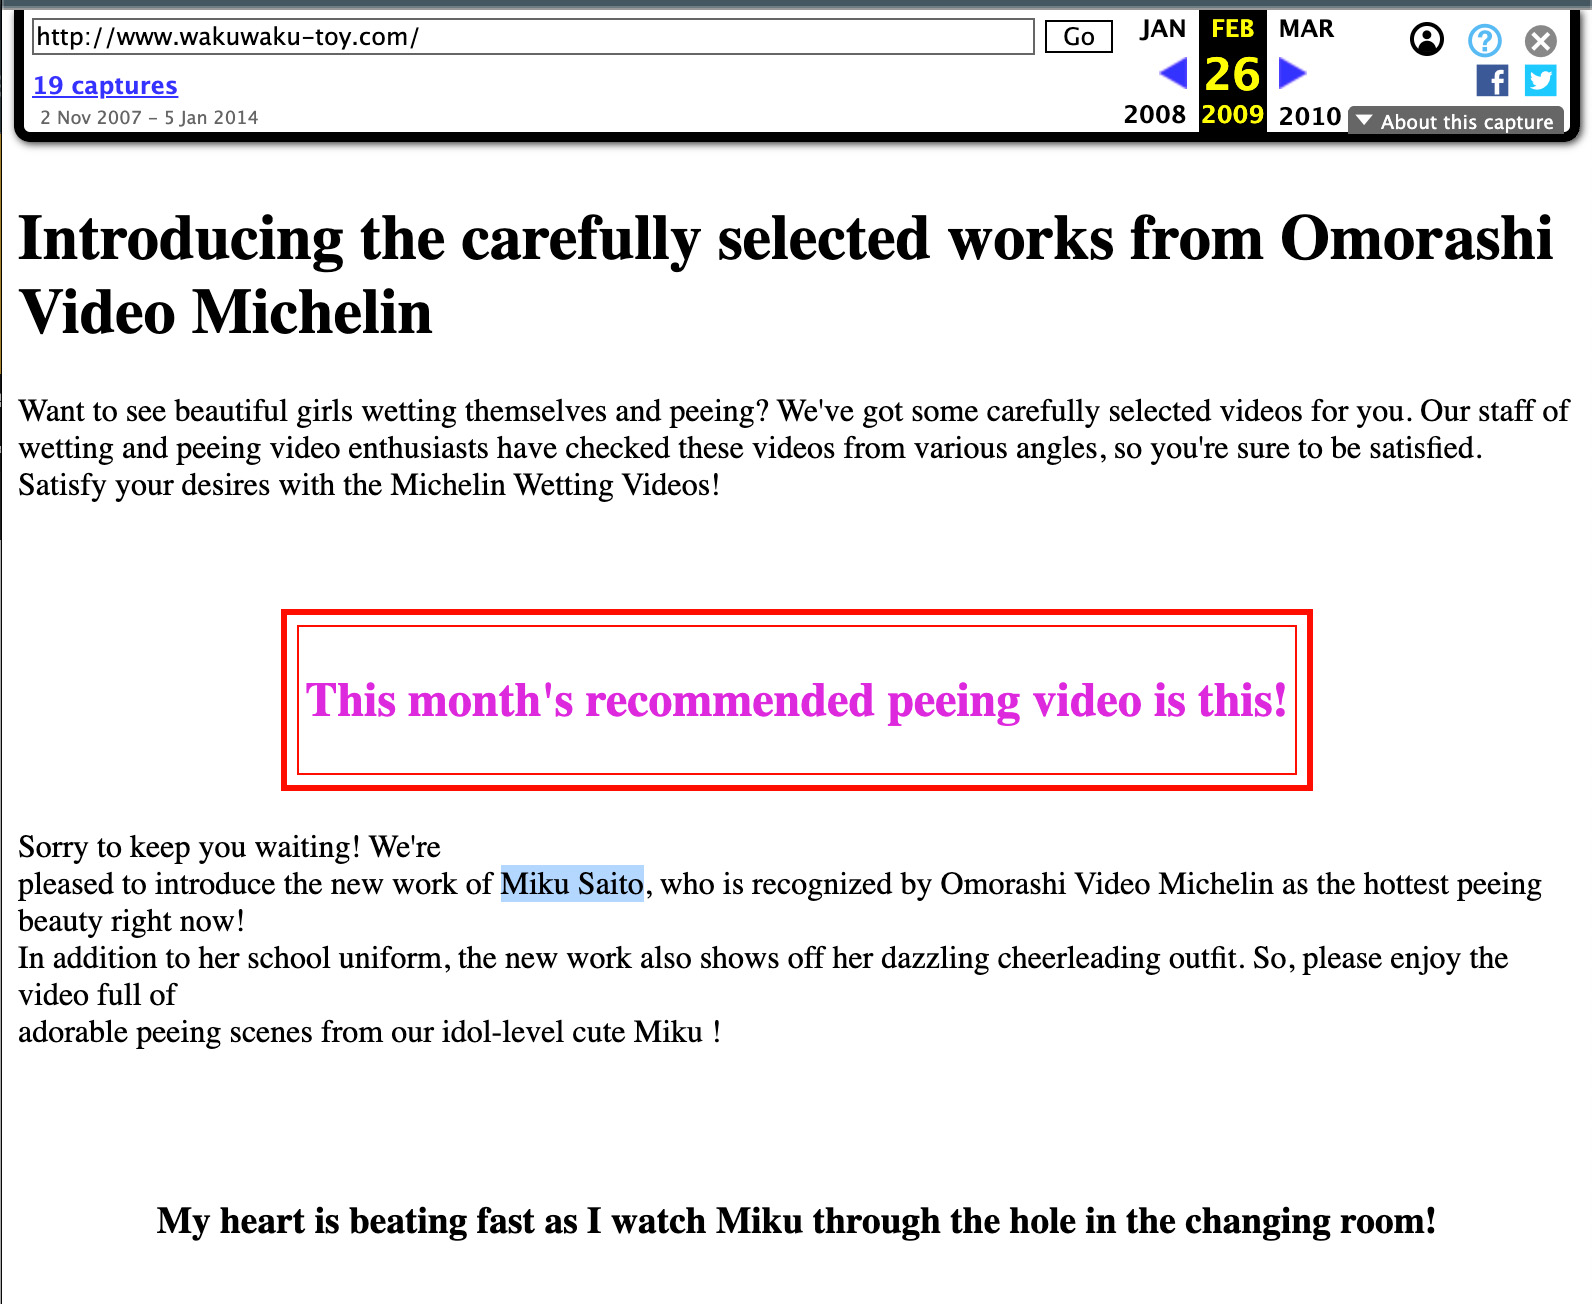 http://www.wakuwaku-toy.com/
Go
JAN
FEB
MAR
19 captures
26
2 Nov 2007 – 5 Jan 2014
2008
2009
2010
About this capture
Introducing the carefully selected works from Omorashi
Video Michelin
Want to see beautiful girls wetting themselves and peeing? We've got some carefully selected videos for you. Our staff of
wetting and peeing video enthusiasts have checked these videos from various angles, so you're sure to be satisfied.
Satisfy your desires with the Michelin Wetting Videos!
This month's recommended peeing video is this!
Sorry to keep you waiting! We're
pleased to introduce the new work of Miku Saito, who is recognized by Omorashi Video Michelin as the hottest peeing
beauty right now!
In addition to her school uniform, the new work also shows off her dazzling cheerleading outfit. So, please enjoy the
video full of
adorable peeing scenes from our idol-level cute Miku !
My heart is beating fast as I watch Miku through the hole in the changing room!